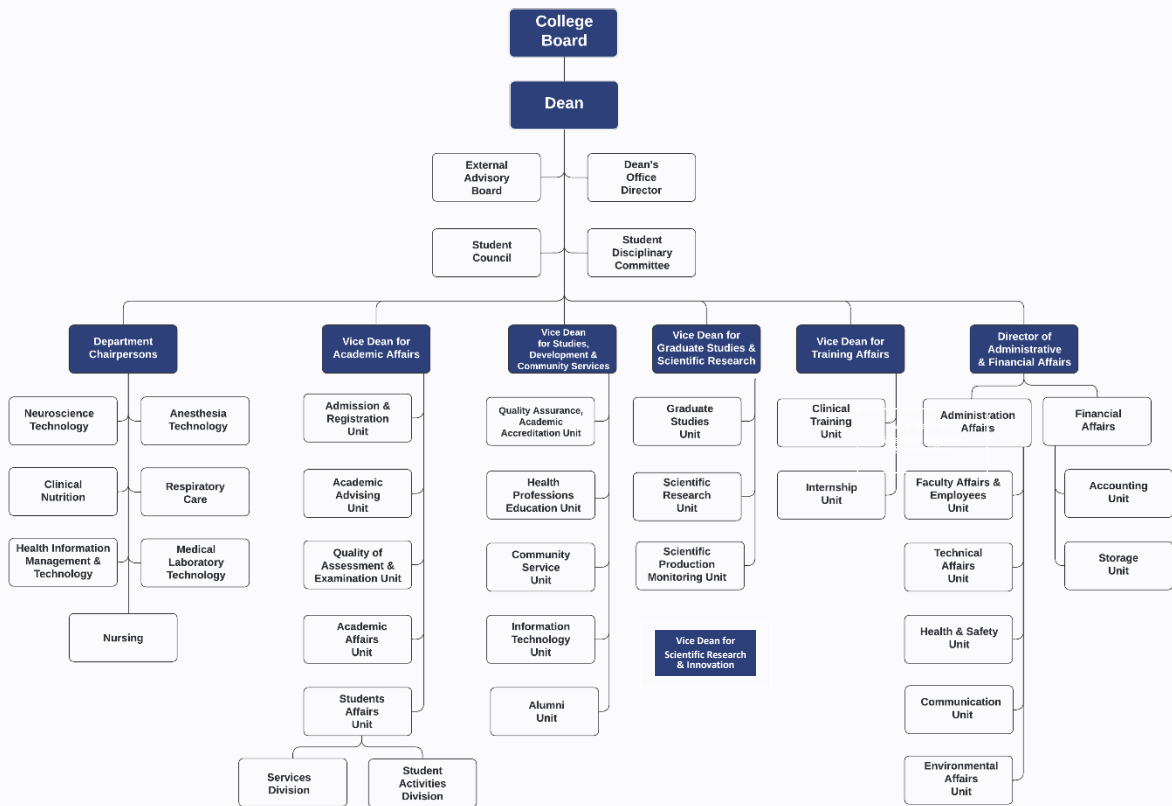 College
Board
Dean
External
Advisory
Board
Dean's
Office
Director
Student
Council
Student
Disciplinary
Committee
Department
Chairpersons
Vice Dean for
Academic Affairs
Vice Dean
for Studies,
Development &
Community Services
Vice Dean for
Graduate Studies &
Scientific Research
Vice Dean for
Training Affairs
Director of
Administrative
& Financial Affairs
Neuroscience
Technology
Anesthesia
Technology
Clinical
Nutrition
Respiratory
Care
Health Information
Management &
Technology
Medical
Laboratory
Technology
Nursing
Admission &
Registration
Unit
Academic
Advising
Unit
Quality of
Assessment &
Examination Unit
Academic
Affairs
Unit
Students
Affairs
Unit
Services
Division
Student
Activities
Division
Quality Assurance,
Academic
Accreditation Unit
Health
Professions
Education Unit
Community
Service
Unit
Information
Technology
Unit
Alumni
Unit
Graduate
Studies
Unit
Scientific
Research
Unit
Scientific
Production
Monitoring Unit
Vice Dean for
Scientific Research
& Innovation
Clinical
Training
Unit
Internship
Unit
Administration
Affairs
Financial
Affairs
Faculty Affairs &
Employees
Unit
Technical
Affairs
Unit
Health & Safety
Unit
Communication
Unit
Environmental
Affairs
Unit
Accounting
Unit
Storage
Unit